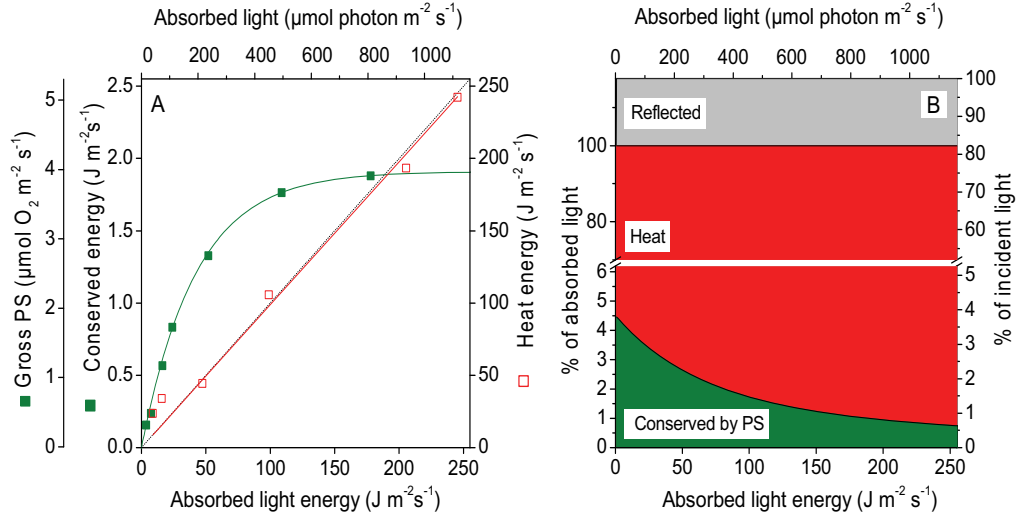 Absorbed light (µmol photon m⁻² s⁻¹)
0 200 400 600 800 1000
A
Gross PS (µmol O₂ m⁻² s⁻¹)
5
4
3
2
1
0
Conserved energy (J m⁻²s⁻¹)
2.5
2.0
1.5
1.0
0.5
0.0
250
200
150
100
50
0
Heat energy (J m⁻² s⁻¹)
0 50 100 150 200 250
Absorbed light energy (J m⁻²s⁻¹)
Absorbed light (µmol photon m⁻² s⁻¹)
0 200 400 600 800 1000
B
Reflected
Heat
Conserved by PS
% of absorbed light
100
80
6
5
4
3
2
1
0
100
90
80
70
60
5
4
3
2
1
0
% of incident light
0 50 100 150 200 250
Absorbed light energy (J m⁻²s⁻¹)